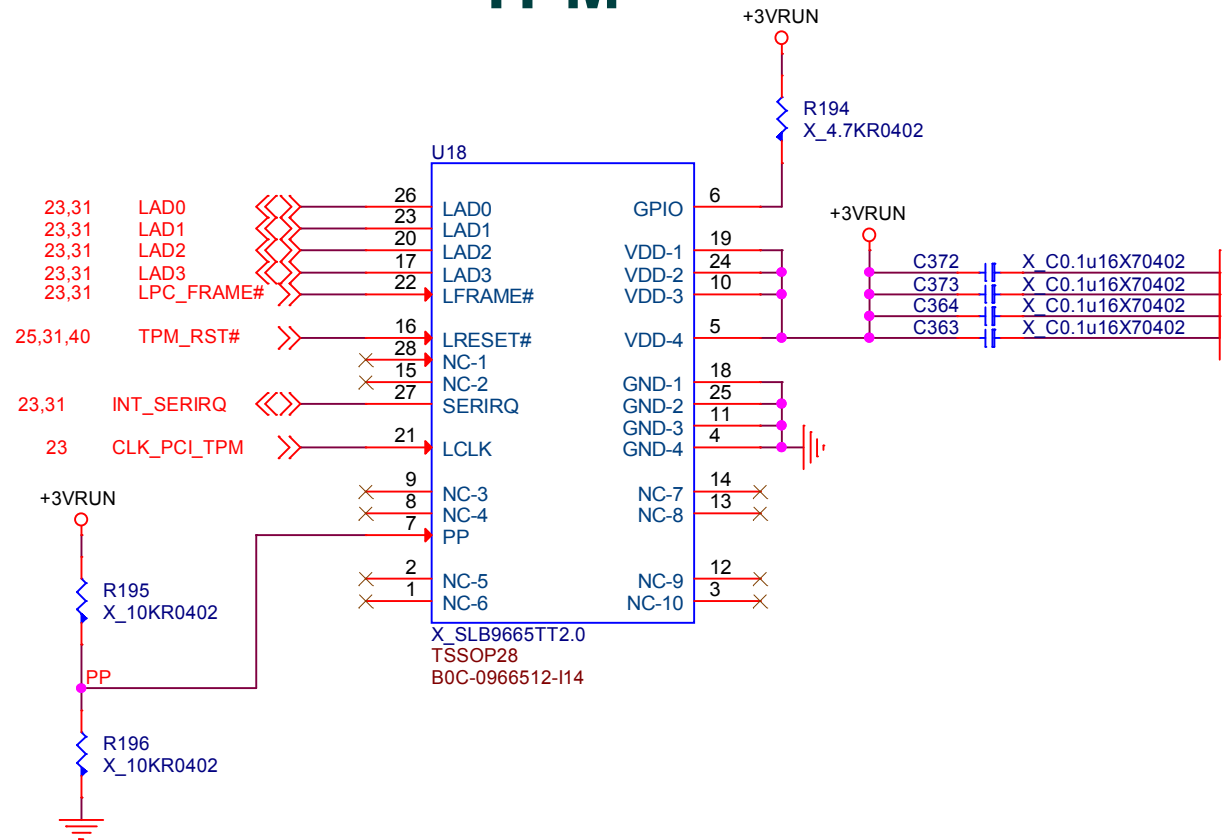 TPM
+3VRUN
R194
X_4.7KR0402
U18
23,31 LAD0 26 LAD0
23,31 LAD1 23 LAD1
23,31 LAD2 20 LAD2
23,31 LAD3 17 LAD3
23,31 LPC_FRAME# 22 LFRAME#
25,31,40 TPM_RST# 16 LRESET#
28 NC-1
15 NC-2
23,31 INT_SERIRQ 27 SERIRQ
23 CLK_PCI_TPM 21 LCLK
9 NC-3
8 NC-4
7 PP
2 NC-5
1 NC-6
GPIO 6
VDD-1 19
VDD-2 24
VDD-3 10
VDD-4 5
GND-1 18
GND-2 25
GND-3 11
GND-4 4
NC-7 14
NC-8 13
NC-9 12
NC-10 3
+3VRUN
C372 X_C0.1u16X70402
C373 X_C0.1u16X70402
C364 X_C0.1u16X70402
C363 X_C0.1u16X70402
X_SLB9665TT2.0
TSSOP28
B0C-0966512-I14
+3VRUN
R195
X_10KR0402
PP
R196
X_10KR0402